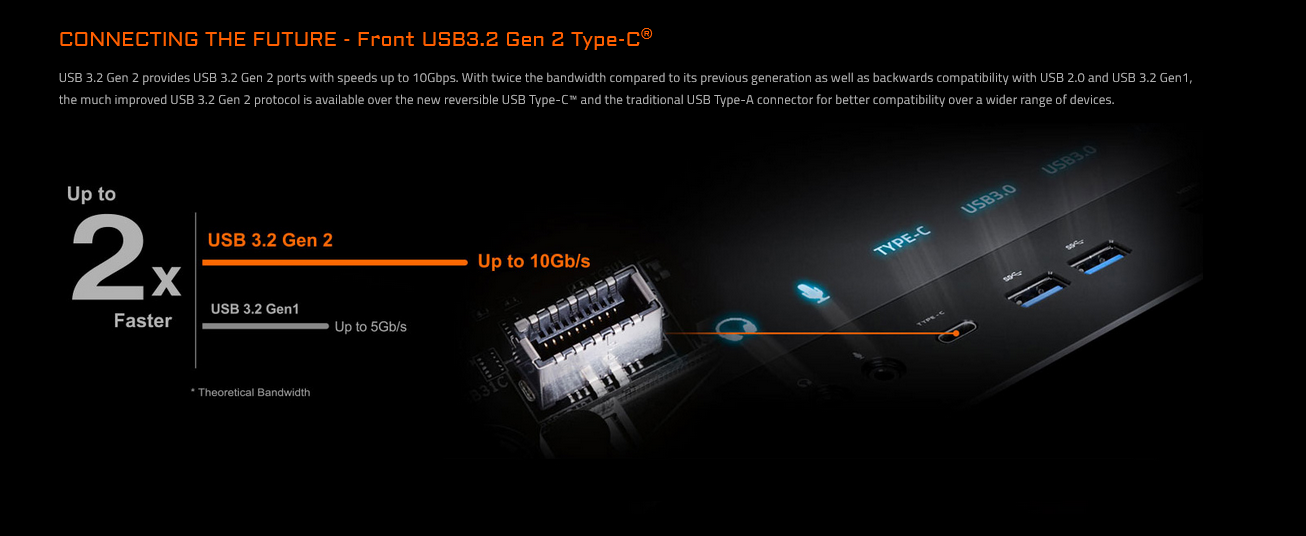 CONNECTING THE FUTURE - Front USB3.2 Gen 2 Type-C®
USB 3.2 Gen 2 provides USB 3.2 Gen 2 ports with speeds up to 10Gbps. With twice the bandwidth compared to its previous generation as well as backwards compatibility with USB 2.0 and USB 3.2 Gen1,
the much improved USB 3.2 Gen 2 protocol is available over the new reversible USB Type-C™ and the traditional USB Type-A connector for better compatibility over a wider range of devices.
Up to
2x
Faster
USB 3.2 Gen 2
Up to 10Gb/s
USB 3.2 Gen1
Up to 5Gb/s
* Theoretical Bandwidth
TYPE-C
USB3.0
USB3.0
TYPE-C
SS
SS